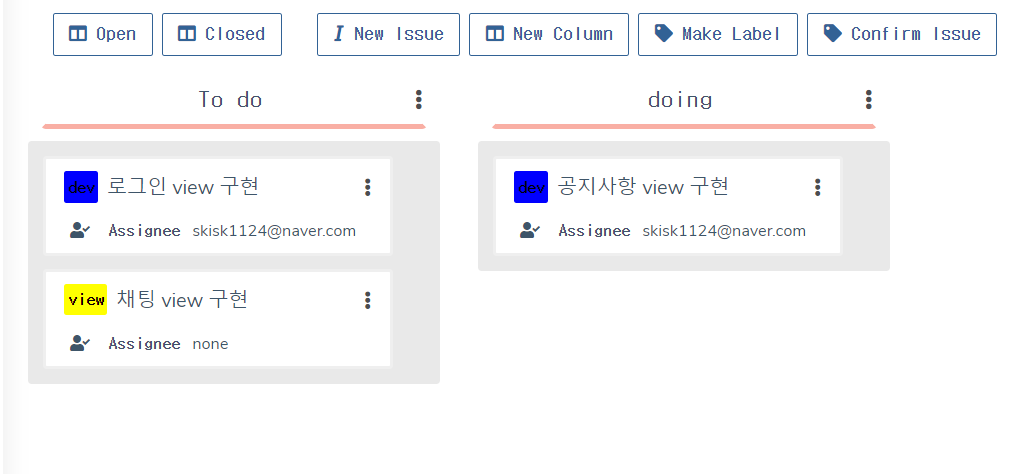 Open Closed New Issue New Column Make Label Confirm Issue
To do
dev 로그인 view 구현
Assignee skisk1124@naver.com
view 채팅 view 구현
Assignee none
doing
dev 공지사항 view 구현
Assignee skisk1124@naver.com